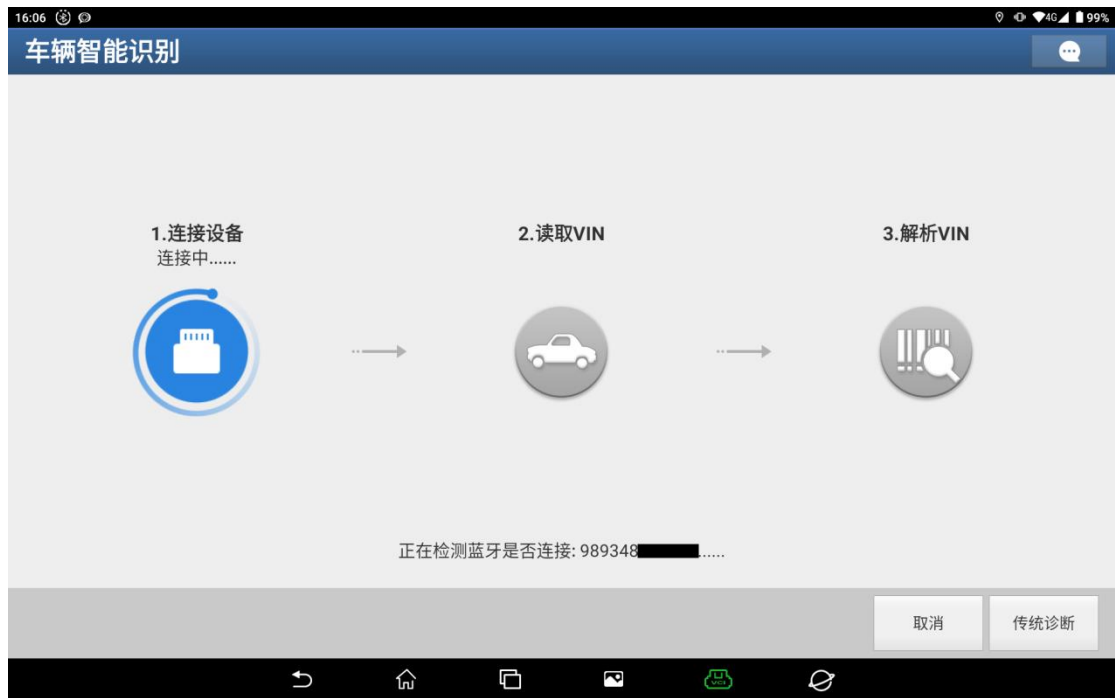 16:06
4G 99%
车辆智能识别
1.连接设备
连接中......
2.读取VIN
3.解析VIN
正在检测蓝牙是否连接: 989348......
取消
传统诊断
VCI